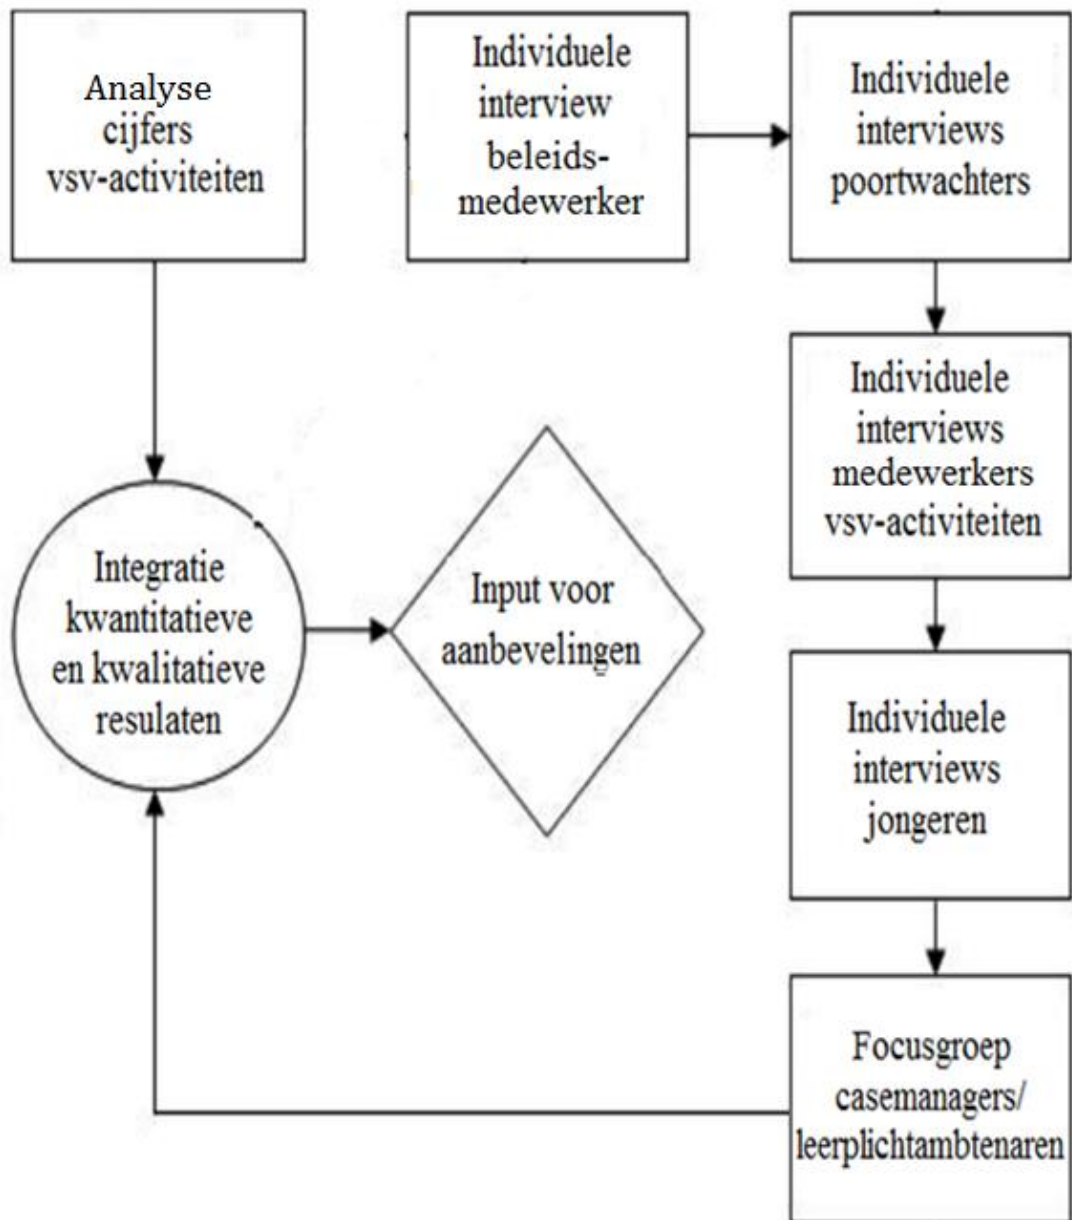 Analyse
cijfers
vsv-activiteiten
Individuele
interview
beleids-
medewerker
Individuele
interviews
poortwachters
Individuele
interviews
medewerkers
vsv-activiteiten
Integratie
kwantitatieve
en kwalitatieve
resulaten
Input voor
aanbevelingen
Individuele
interviews
jongeren
Focusgroep
casemanagers/
leerplichtambtenaren